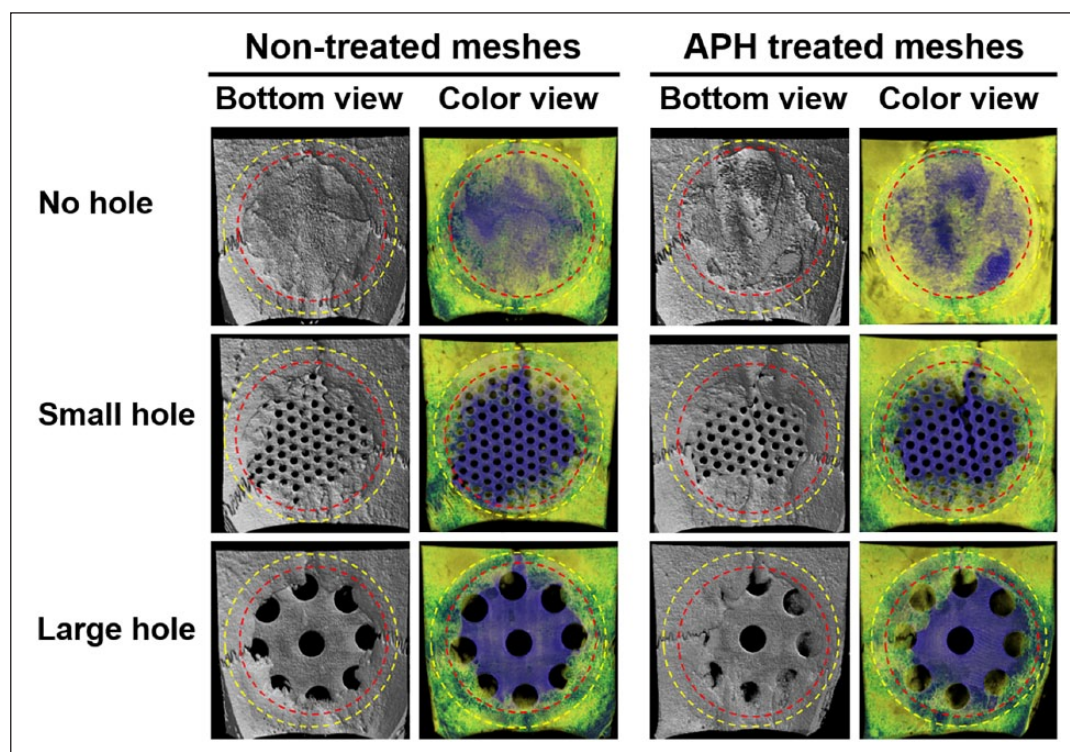 Non-treated meshes APH treated meshes
Bottom view Color view Bottom view Color view
No hole
Small hole
Large hole